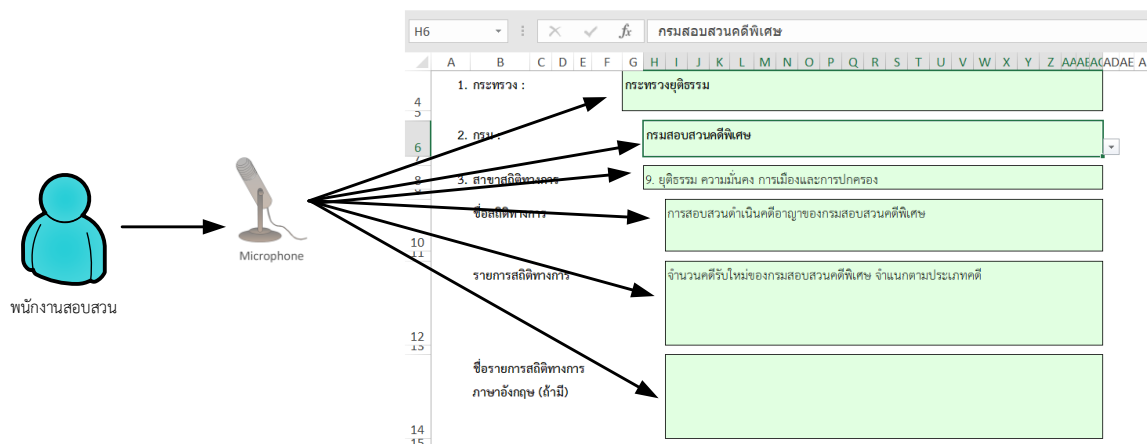 H6
fx
กรมสอบสวนคดีพิเศษ
A B C D E F G H I J K L M N O P Q R S T U V W X Y Z
4
1. กระทรวง :
กระทรวงยุติธรรม
5
6
2. กรม :
กรมสอบสวนคดีพิเศษ
8
3. สาขาสถิติทางการ
9. ยุติธรรม ความมั่นคง การเมืองและการปกครอง
10
ชื่อสถิติทางการ
การสอบสวนดำเนินคดีอาญาของกรมสอบสวนคดีพิเศษ
11
12
รายการสถิติทางการ
จำนวนคดีรับใหม่ของกรมสอบสวนคดีพิเศษ จำแนกตามประเภทคดี
13
14
ชื่อรายการสถิติทางการ
ภาษาอังกฤษ (ถ้ามี)
15
Microphone
พนักงานสอบสวน